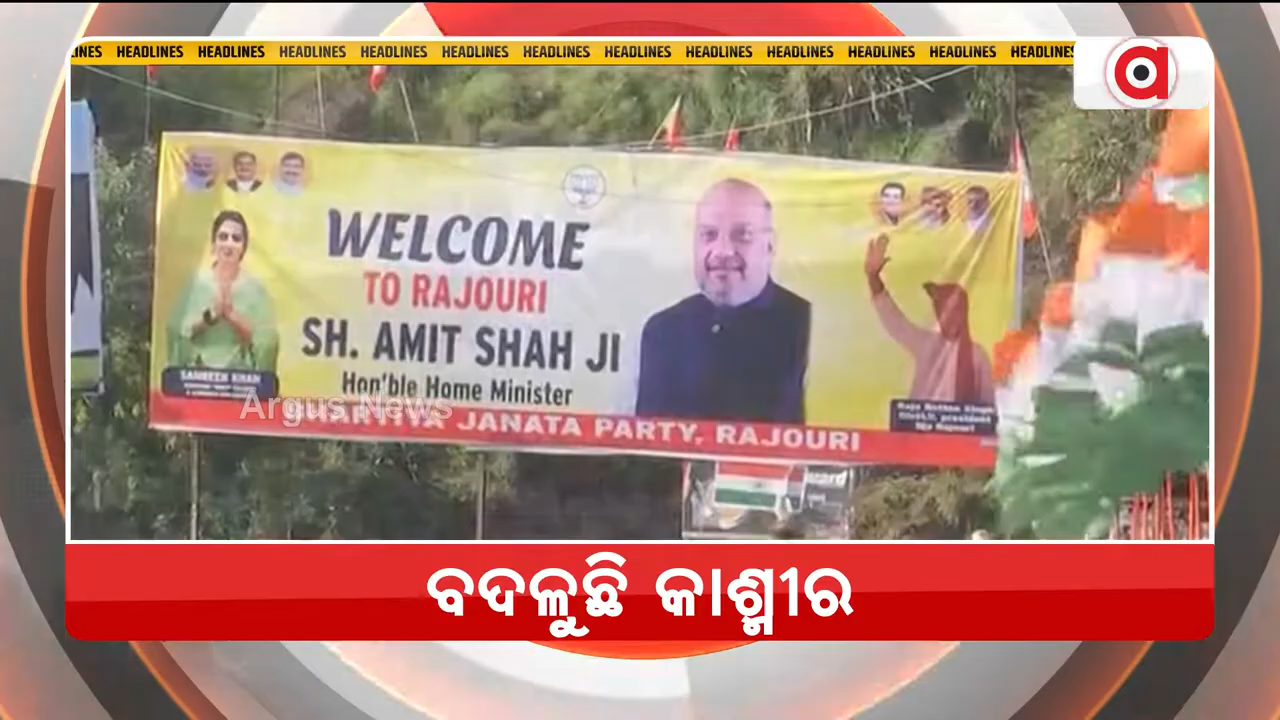 HEADLINES HEADLINES HEADLINES HEADLINES HEADLINES HEADLINES HEADLINES HEADLINES HEADLINES HEADLINES HEADLINES
WELCOME
TO RAJOURI
SH. AMIT SHAH JI
Hon'ble Home Minister
JANATA PARTY, RAJOURI
Argus News
ବଦଳୁଛି କାଶ୍ମୀର